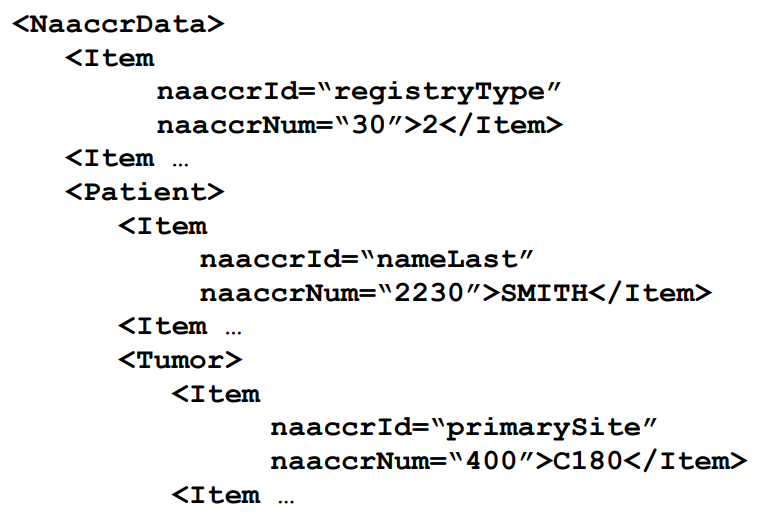 <NaaccrData>
<Item
naaccrId=“registryType”
naaccrNum=“30”>2</Item>
<Item …
<Patient>
<Item
naaccrId=“nameLast”
naaccrNum=“2230”>SMITH</Item>
<Item …
<Tumor>
<Item
naaccrId=“primarySite”
naaccrNum=“400”>C180</Item>
<Item …